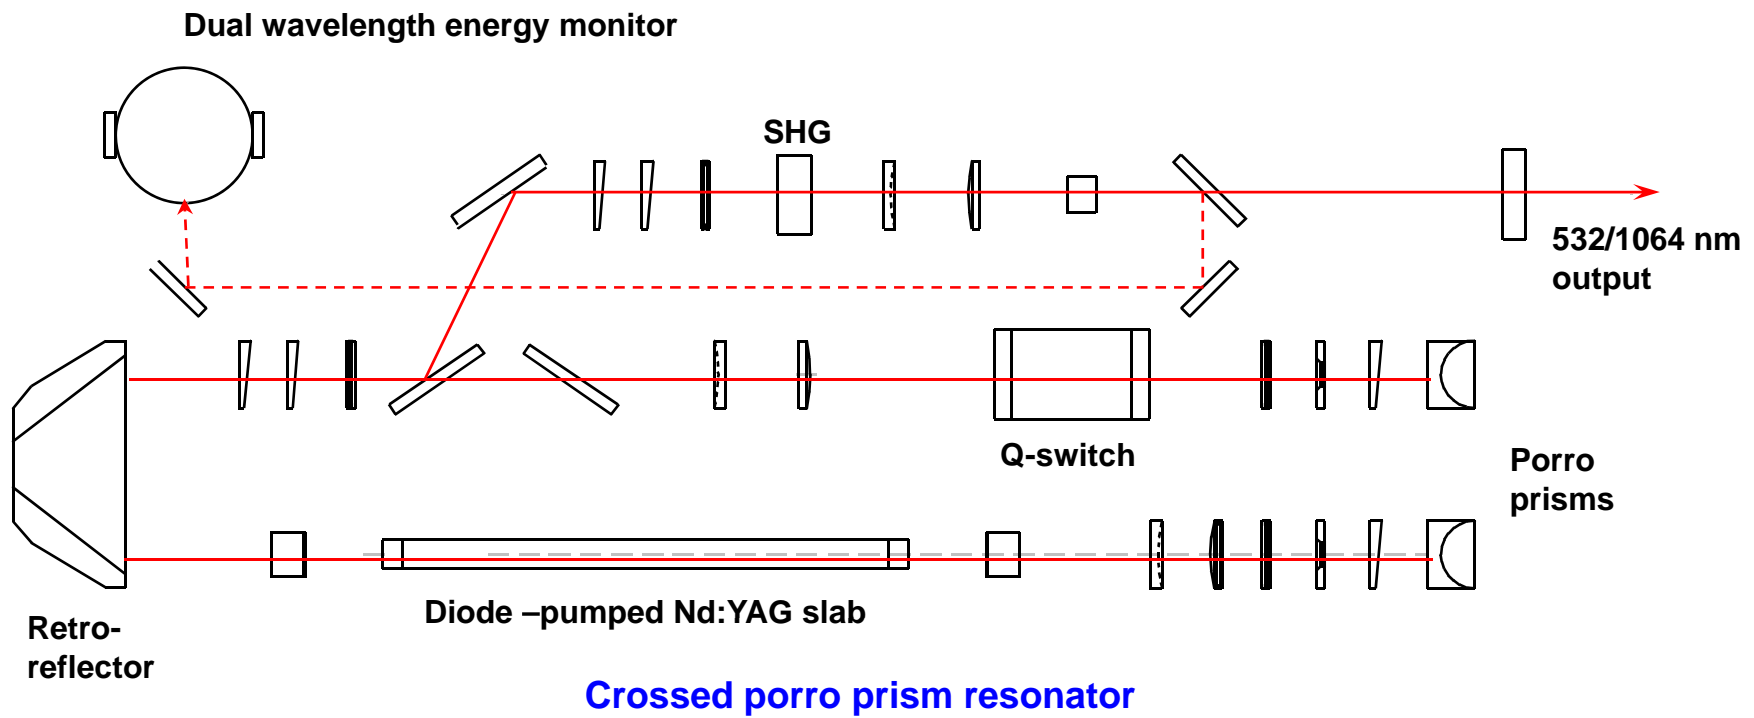 Dual wavelength energy monitor
SHG
532/1064 nm
output
Q-switch
Porro
prisms
Diode –pumped Nd:YAG slab
Retro-
reflector
Crossed porro prism resonator